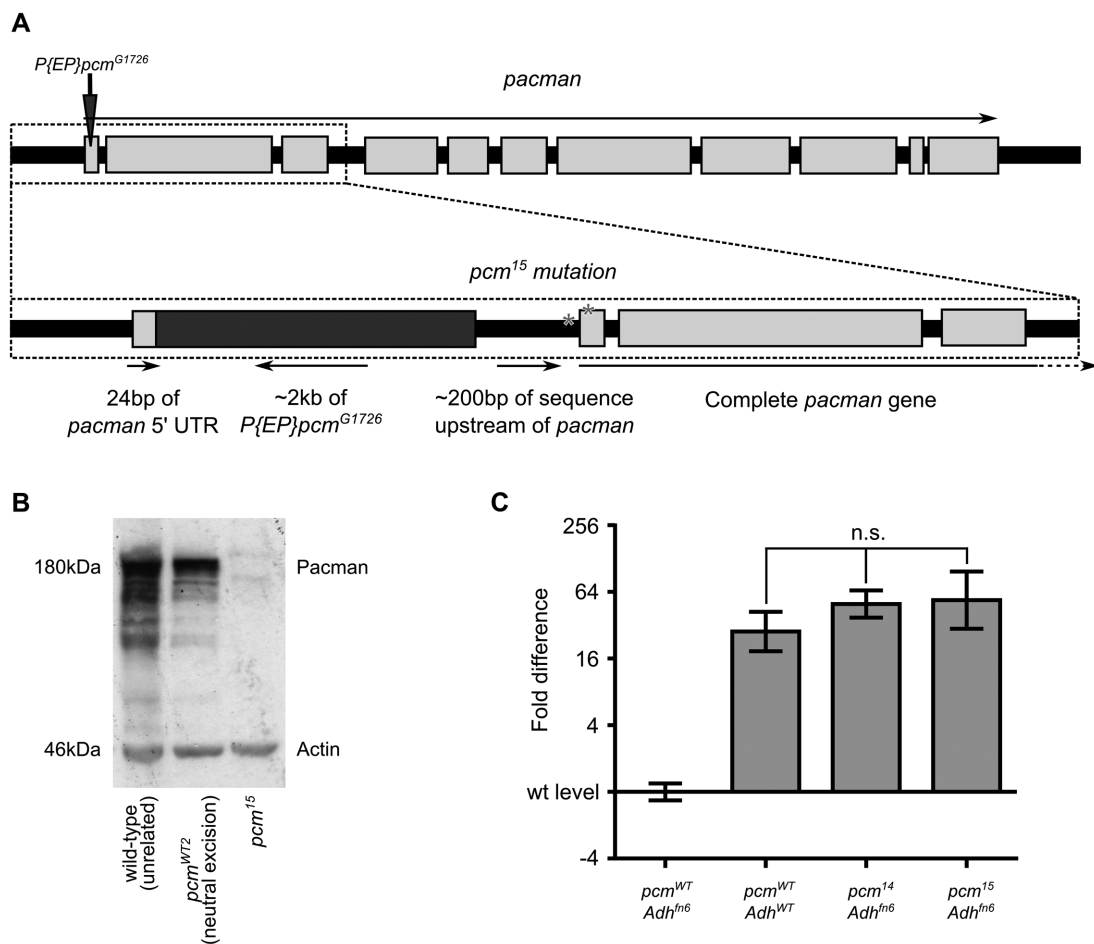 A
P{EP}pcm^G1726
pacman
pcm^15 mutation
*
*
24bp of
pacman 5' UTR
~2kb of
P{EP}pcm^G1726
~200bp of sequence
upstream of pacman
Complete pacman gene
B
180kDa
Pacman
46kDa
Actin
wild-type
(unrelated)
pcm^WT2
(neutral excision)
pcm^15
C
Fold difference
256
64
16
4
wt level
-4
n.s.
pcm^WT
Adh^fn6
pcm^WT
Adh^WT
pcm^14
Adh^fn6
pcm^15
Adh^fn6